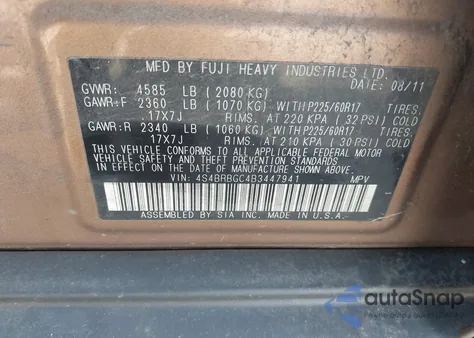 MFD BY FUJI HEAVY INDUSTRIES LTD.
DATE: 08/11
GVWR: 4585 LB (2080 KG)
GAWR:F 2360 LB (1070 KG) WITH P225/60R17 TIRES.
17X7J RIMS. AT 220 KPA ( 32 PSI) COLD
GAWR:R 2340 LB (1060 KG) WITH P225/60R17 TIRES.
17X7J RIMS. AT 210 KPA ( 30 PSI) COLD
THIS VEHICLE CONFORMS TO ALL APPLICABLE FEDERAL MOTOR
VEHICLE SAFETY, BUMPER, AND THEFT PREVENTION STANDARDS IN EFFECT ON THE
DATE OF MANUFACTURE SHOWN ABOVE.
VIN: 4S4BRBGC4B3447941 MPV
ASSEMBLED BY SIA INC. MADE IN U.S.A.
autoSnap